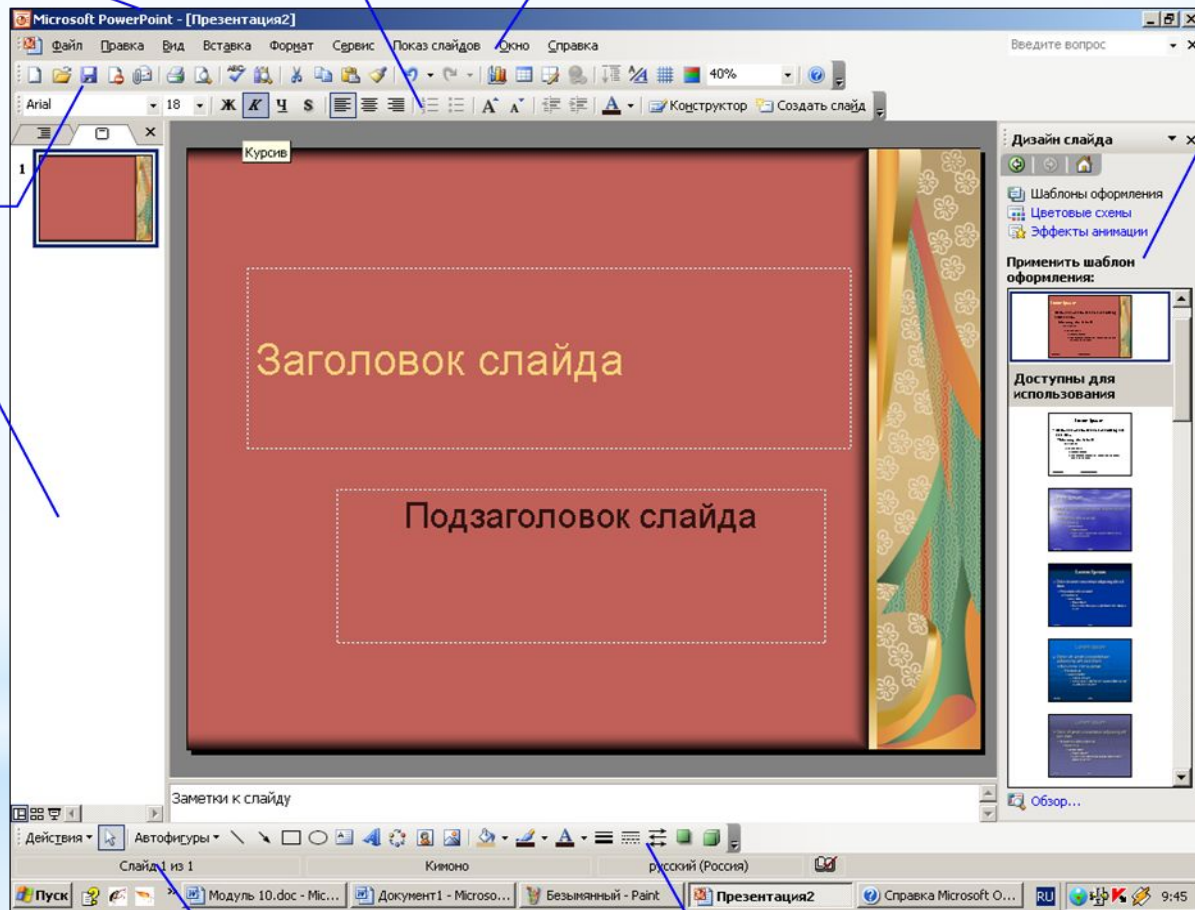 Microsoft PowerPoint - [Презентация2]
Файл Правка Вид Вставка Формат Сервис Показ слайдов Окно Справка Введите вопрос
40%
Arial 18 Ж К Ч S Конструктор Создать слайд
Курсив
Дизайн слайда
1
Шаблоны оформления
Цветовые схемы
Эффекты анимации
Применить шаблон
оформления:
Заголовок слайда
Доступны для
использования
Подзаголовок слайда
Заметки к слайду
Обзор...
Действия Автофигуры
Слайд 1 из 1 Кимоно русский (Россия)
Пуск Модуль 10.doc - Mic... Документ1 - Microso... Безымянный - Paint Презентация2 Справка Microsoft O... RU 9:45